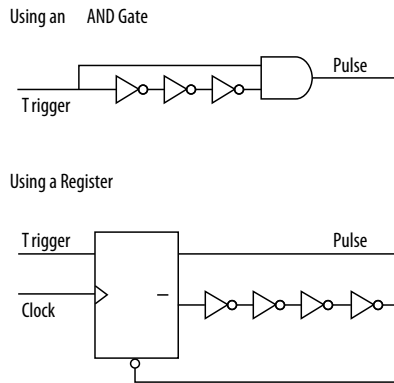 Using an AND Gate
Pulse
Trigger
Using a Register
Trigger
Pulse
Clock